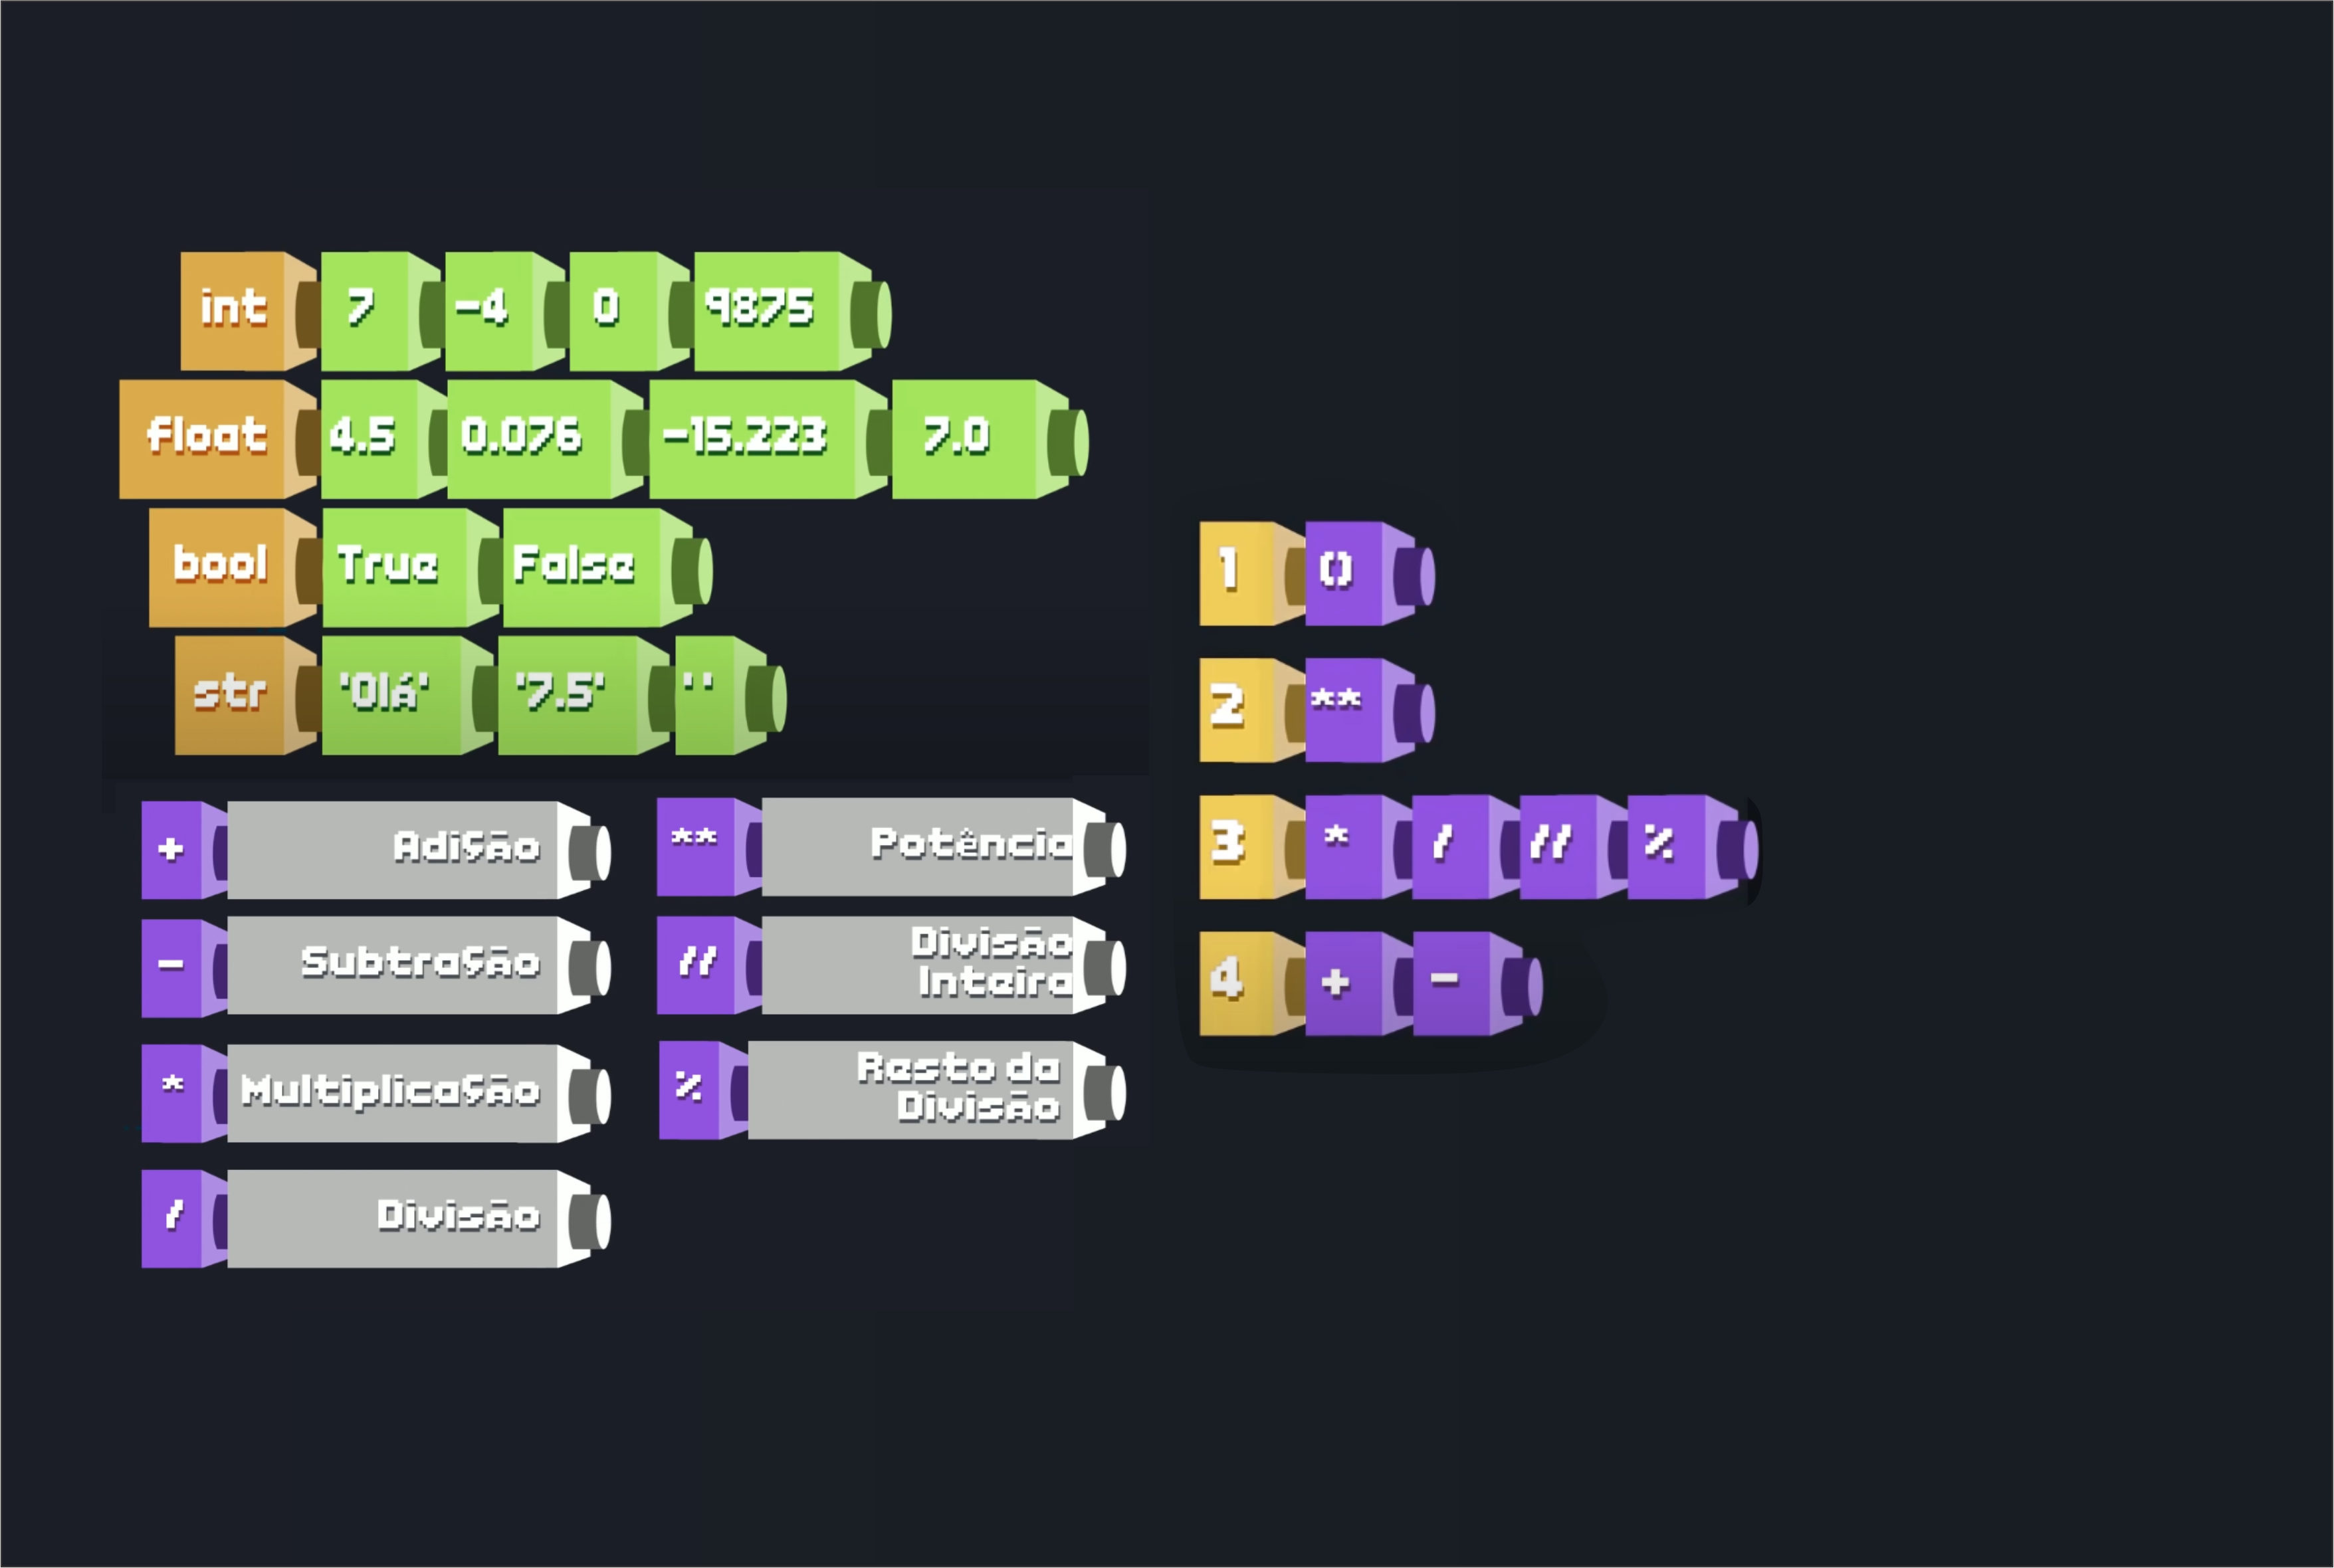 int 7 -4 0 9875
float 4.5 0.076 -15.223 7.0
bool True False
str 'Olá' '7.5' ''
+ Adição
- Subtração
* Multiplicação
/ Divisão
** Potência
// Divisão
Inteira
% Resto da
Divisão
1 ()
2 **
3 * / // %
4 + -